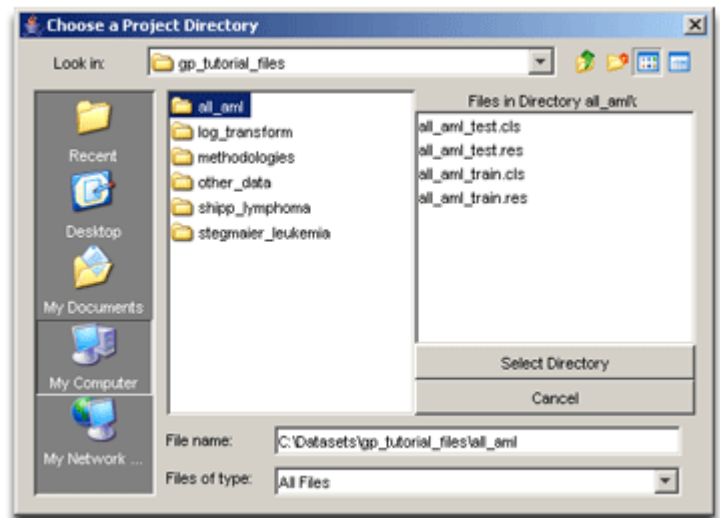 Choose a Project Directory
Look in: gp_tutorial_files
Recent
Desktop
My Documents
My Computer
My Network ...
all_aml
log_transform
methodologies
other_data
shipp_lymphoma
stegmaier_leukemia
Files in Directory all_aml\:
all_aml_test.cls
all_aml_test.res
all_aml_train.cls
all_aml_train.res
Select Directory
Cancel
File name: C:\Datasets\gp_tutorial_files\all_aml
Files of type: All Files